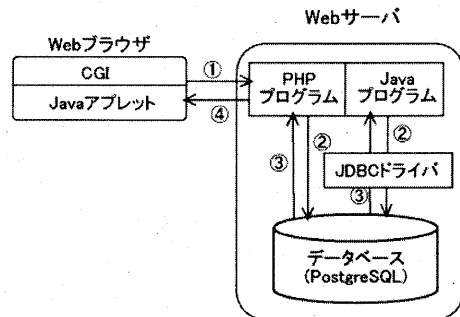 Webサーバ
Webブラウザ
CGI
Javaアプレット
①
④
PHP
プログラム
Java
プログラム
③
②
②
JDBCドライバ
③
データベース
(PostgreSQL)